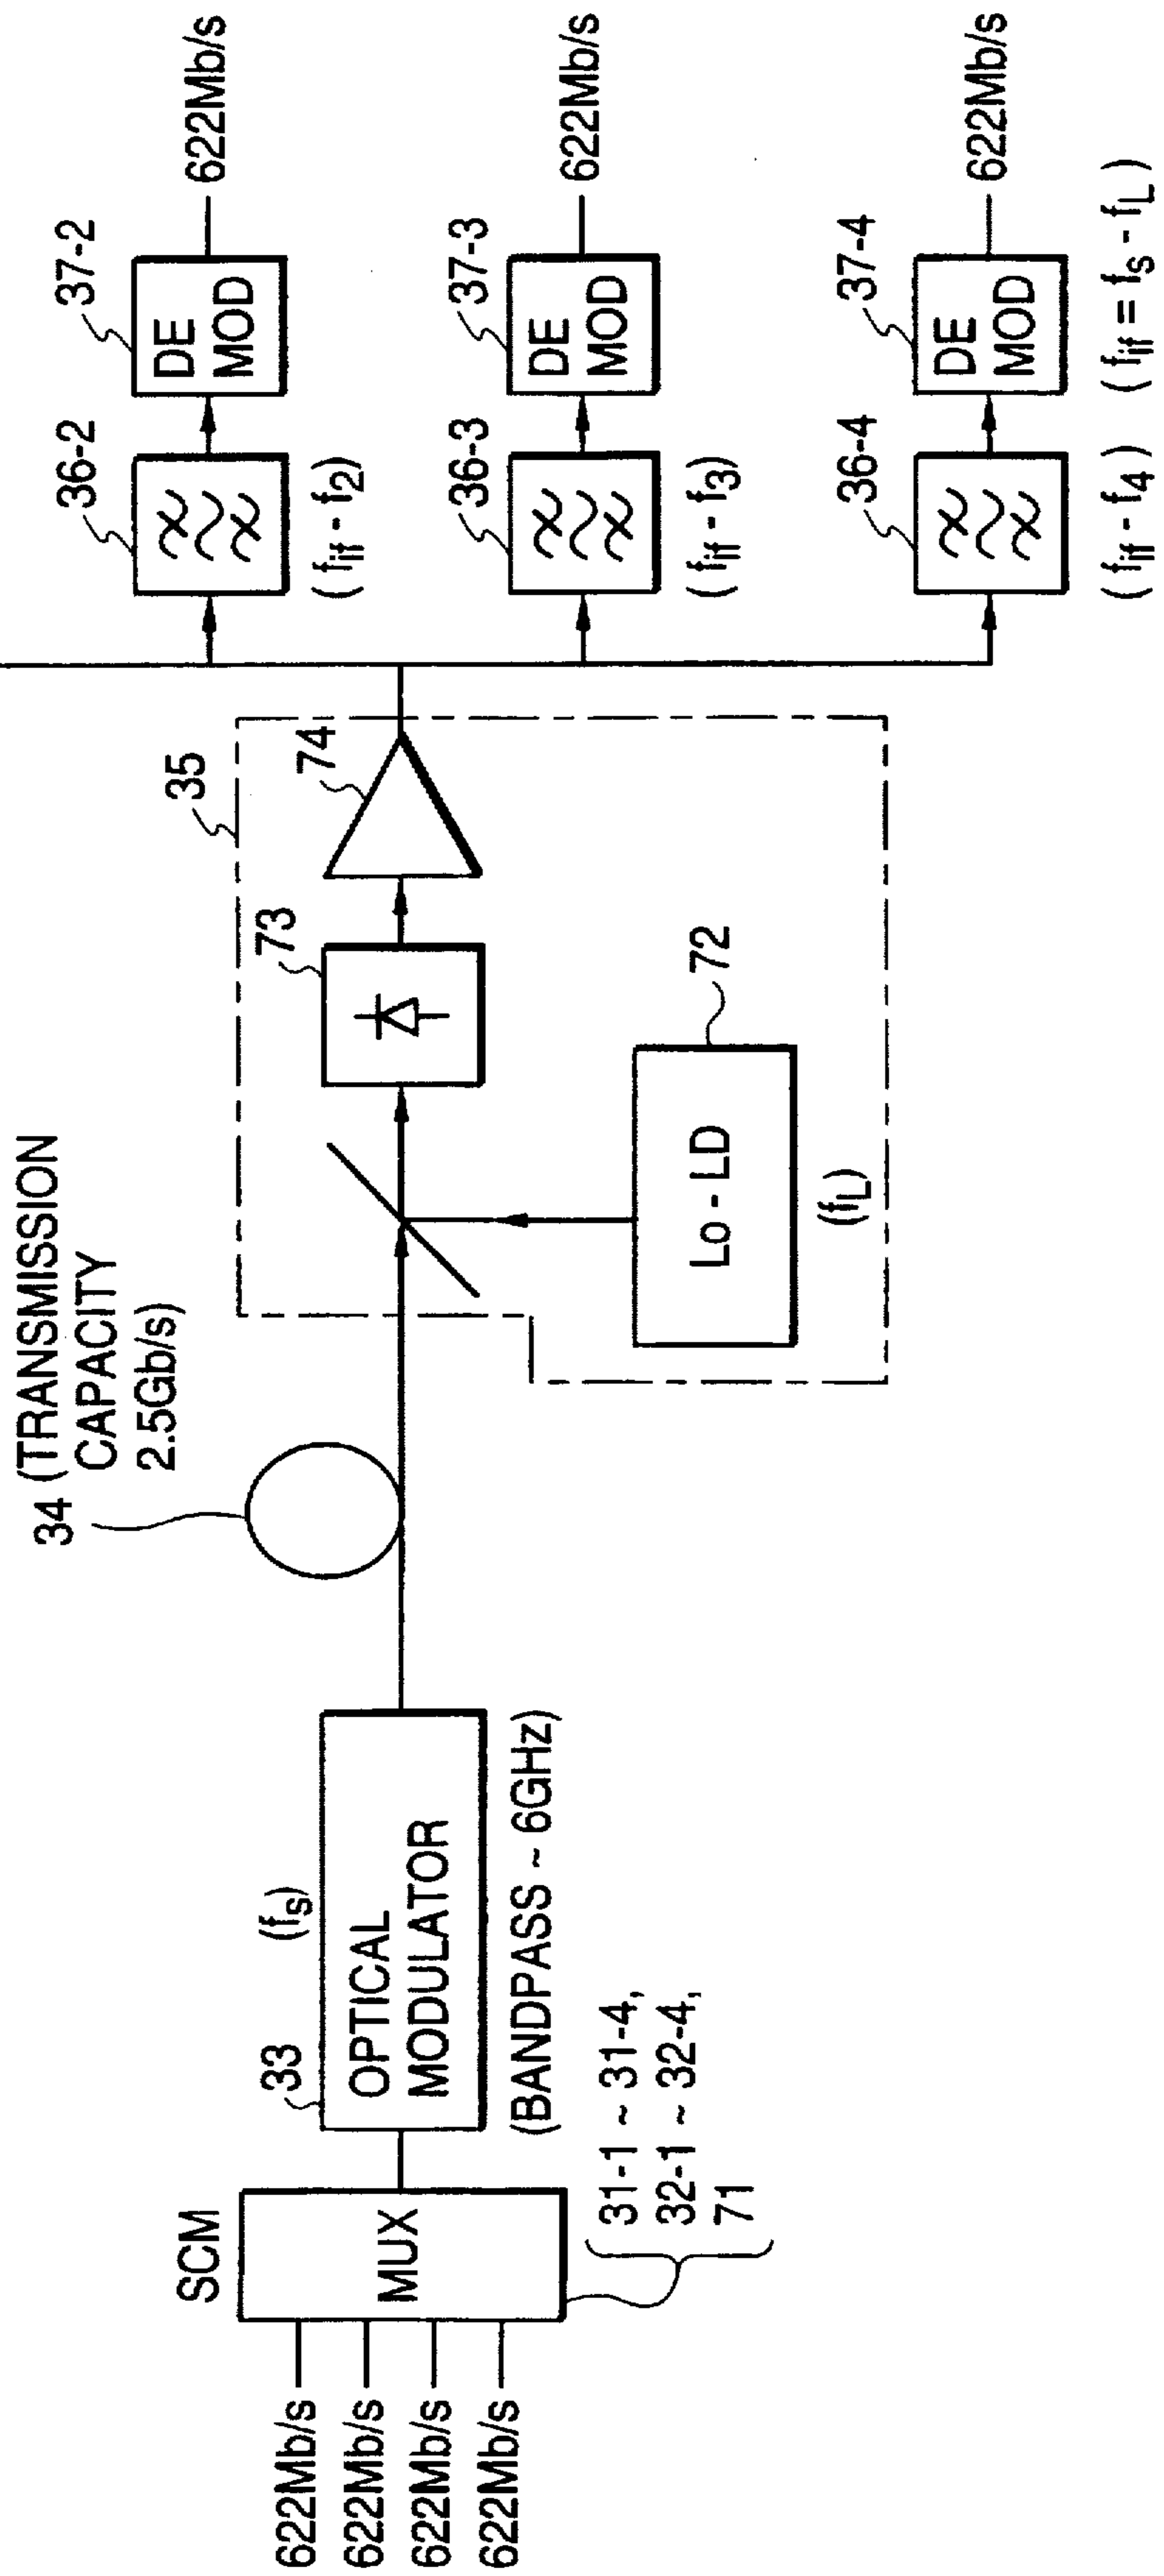 622Mb/s
622Mb/s
622Mb/s
622Mb/s
SCM
MUX
31-1 ~ 31-4,
32-1 ~ 32-4,
71
33
(fs)
OPTICAL
MODULATOR
(BANDPASS ~ 6GHz)
34 (TRANSMISSION
CAPACITY
2.5Gb/s)
35
73
74
Lo - LD
72
(fL)
36-2
(fif - f2)
37-2
DE
MOD
622Mb/s
36-3
(fif - f3)
37-3
DE
MOD
622Mb/s
36-4
(fif - f4)
37-4
DE
MOD
622Mb/s
(fif = fs - fL)